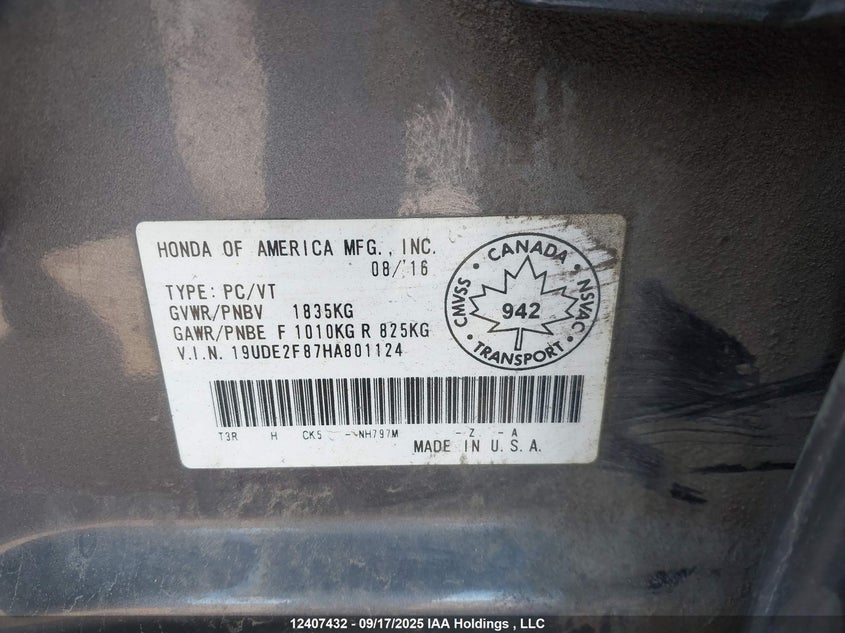 HONDA OF AMERICA MFG., INC.
08/'16
TYPE: PC/VT
GVWR/PNBV 1835KG
GAWR/PNBE F 1010KG R 825KG
V.I.N. 19UDE2F87HA801124
CANADA
CMVSS
942
NSVAC
TRANSPORT
T3R H CK5 - NH797M - Z - A
MADE IN U.S.A.
12407432 - 09/17/2025 IAA Holdings , LLC